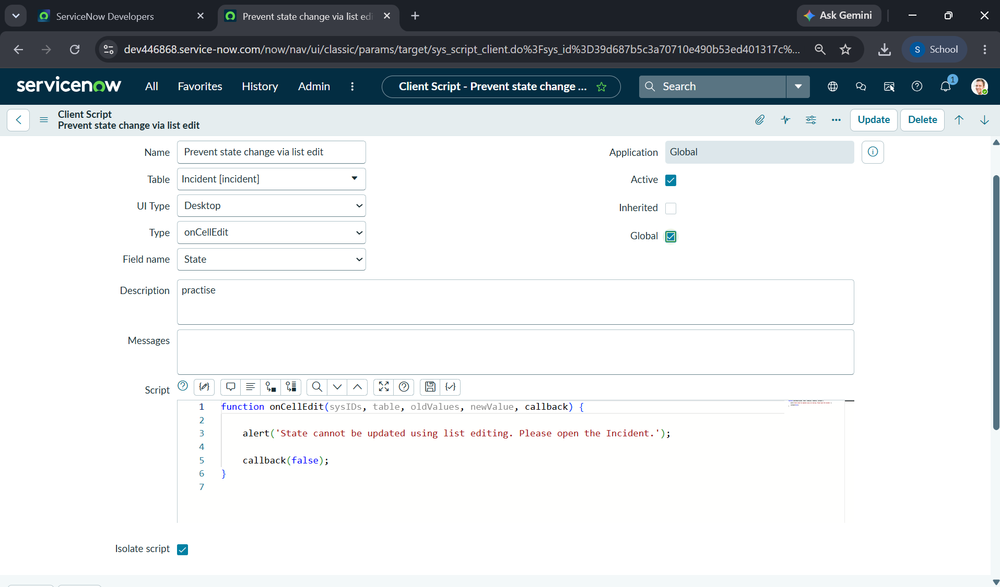 ServiceNow Developers
Prevent state change via list edi
Ask Gemini
dev446868.service-now.com/now/nav/ui/classic/params/target/sys_script_client.do%3Fsys_id%3D39d687b5c3a70710e490b53ed401317c%...
S School
servicenow All Favorites History Admin
Client Script - Prevent state change ...
Search
1
Client Script
Prevent state change via list edit
Update Delete
Name Prevent state change via list edit
Application Global
Table Incident [incident]
Active
UI Type Desktop
Inherited
Type onCellEdit
Global
Field name State
Description practise
Messages
Script
1 function onCellEdit(sysIDs, table, oldValues, newValue, callback) {
2
3 alert('State cannot be updated using list editing. Please open the Incident.');
4
5 callback(false);
6 }
7
Isolate script